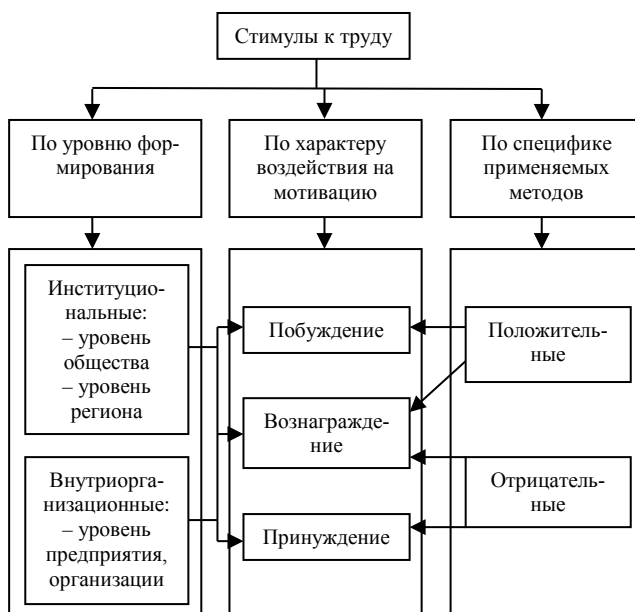 Стимулы к труду
По уровню фор-
мирования
По характеру
воздействия на
мотивацию
По специфике
применяемых
методов
Институцио-
нальные:
– уровень
общества
– уровень
региона
Внутриорга-
низационные:
– уровень
предприятия,
организации
Побуждение
Вознагражде-
ние
Принуждение
Положитель-
ные
Отрицатель-
ные